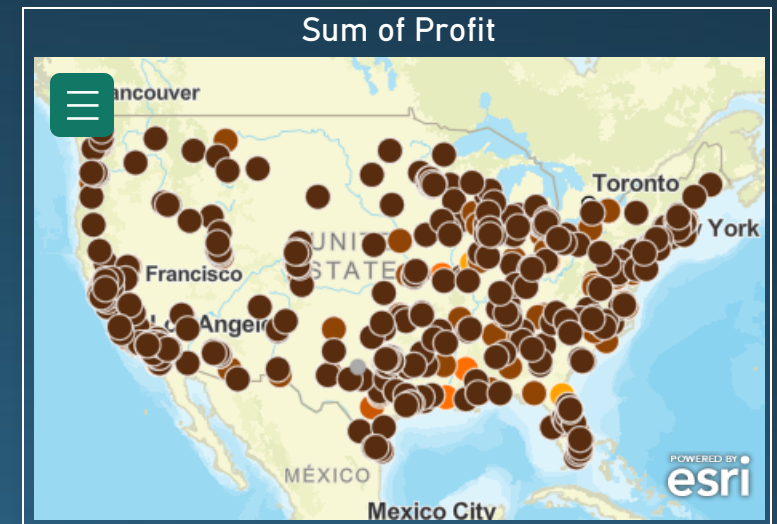 Sum of Profit
ancouver
Toronto
York
UNIT
STATE
Francisco
Los Angel
MÉXICO
POWERED BY
esri
Mexico City